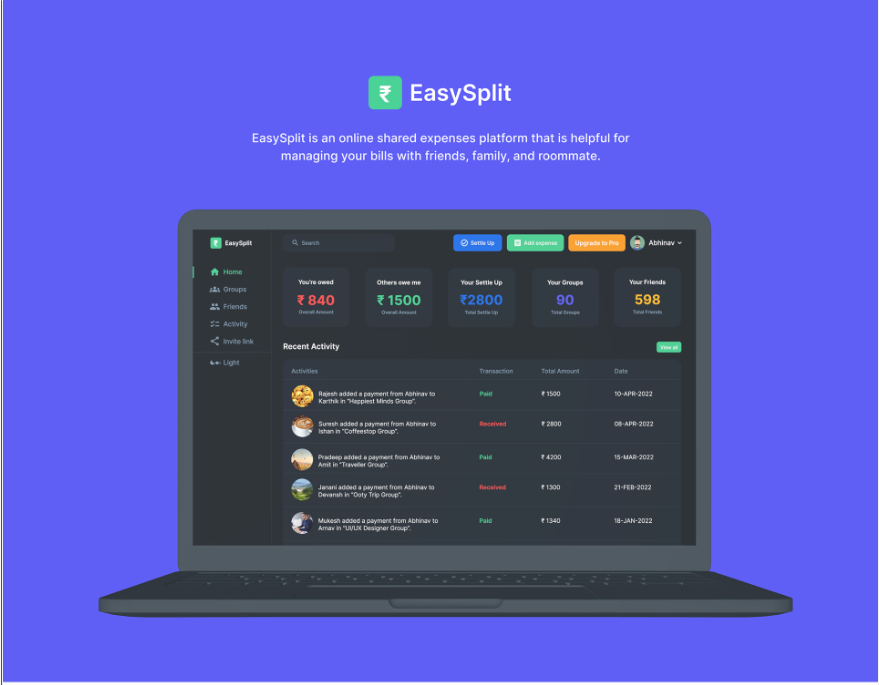 ₹ EasySplit
EasySplit is an online shared expenses platform that is helpful for
managing your bills with friends, family, and roommate.
₹ EasySplit
Search
Settle Up
Add expense
Upgrade to Pro
Abhinav
Home
Groups
Friends
Activity
Invite link
Light
You're owed
₹ 840
Overall Amount
Others owe me
₹ 1500
Overall Amount
Your Settle Up
₹2800
Total Settle Up
Your Groups
90
Total Groups
Your Friends
598
Total Friends
Recent Activity
View all
Activities Transaction Total Amount Date
Rajesh added a payment from Abhinav to
Karthik in "Happiest Minds Group".
Paid ₹ 1500 10-APR-2022
Suresh added a payment from Abhinav to
Ishan in "Coffeestop Group".
Received ₹ 2800 08-APR-2022
Pradeep added a payment from Abhinav to
Amit in "Traveller Group".
Paid ₹ 4200 15-MAR-2022
Janani added a payment from Abhinav to
Devansh in "Ooty Trip Group".
Received ₹ 1300 21-FEB-2022
Mukesh added a payment from Abhinav to
Arnav in "UI/UX Designer Group".
Paid ₹ 1340 18-JAN-2022